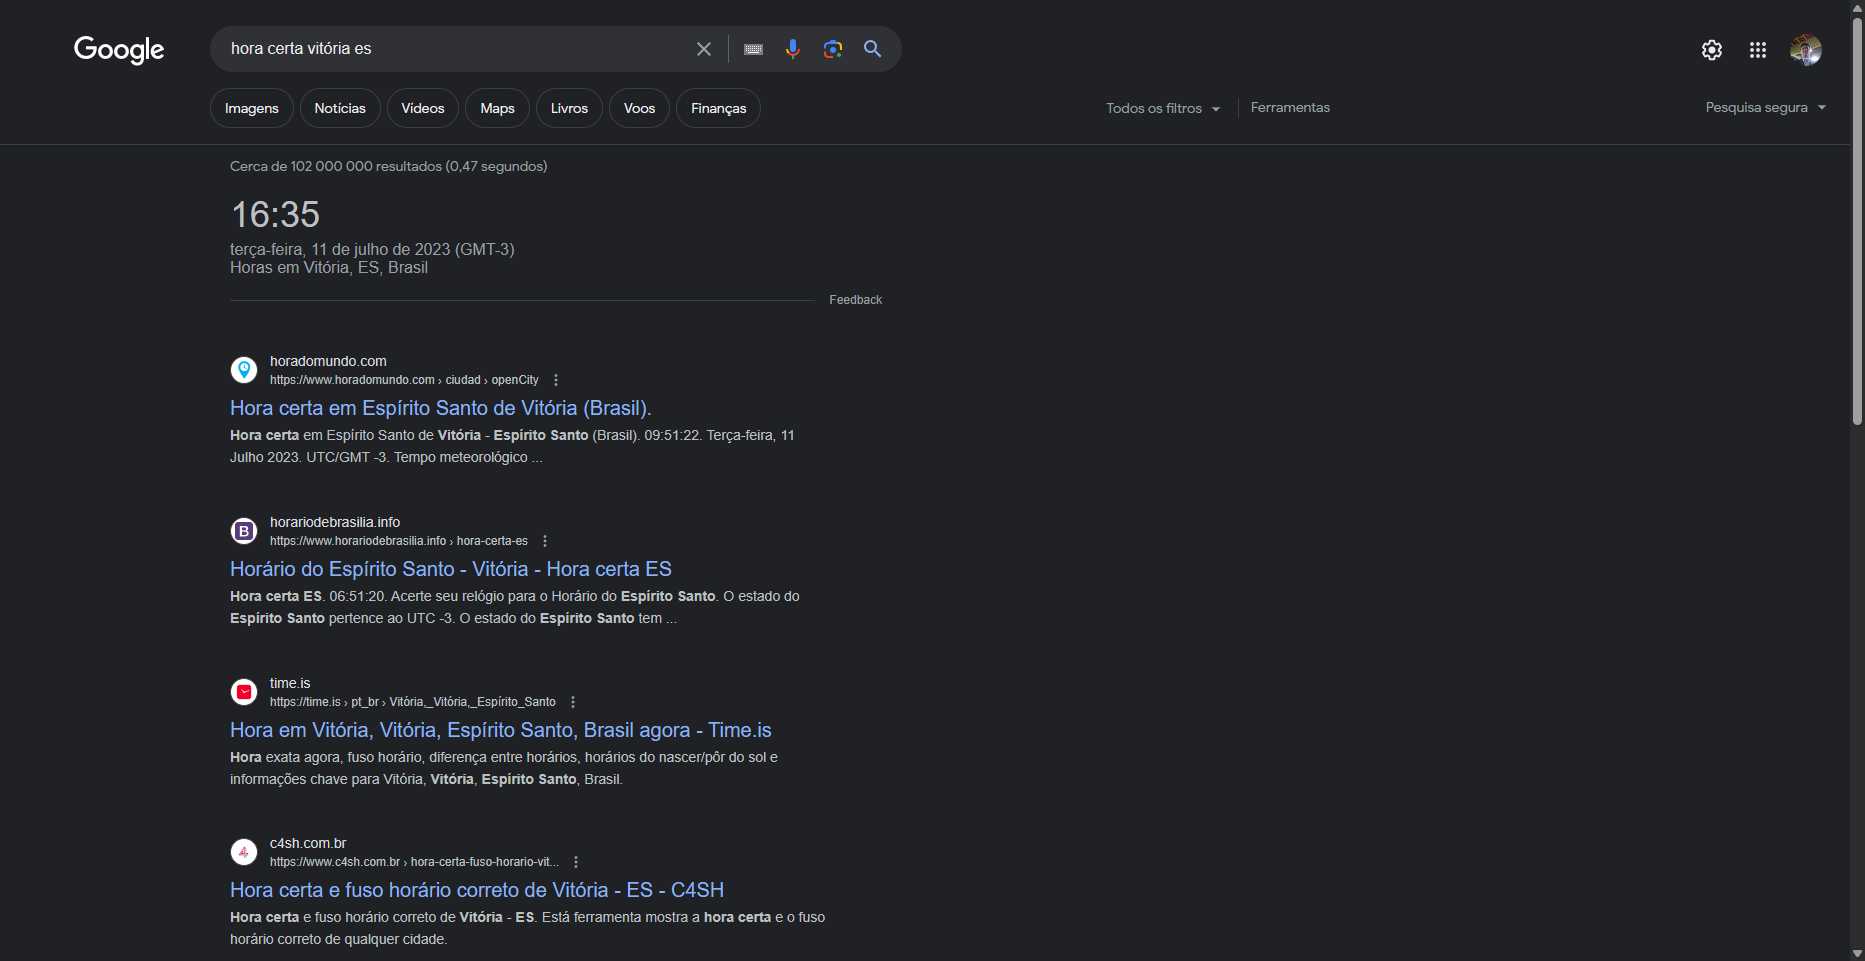 Google
hora certa vitória es
Imagens
Notícias
Vídeos
Maps
Livros
Voos
Finanças
Todos os filtros
Ferramentas
Pesquisa segura
Cerca de 102 000 000 resultados (0,47 segundos)
16:35
terça-feira, 11 de julho de 2023 (GMT-3)
Horas em Vitória, ES, Brasil
Feedback
horadomundo.com
https://www.horadomundo.com › ciudad › openCity
Hora certa em Espírito Santo de Vitória (Brasil).
Hora certa em Espírito Santo de Vitória - Espírito Santo (Brasil). 09:51:22. Terça-feira, 11
Julho 2023. UTC/GMT -3. Tempo meteorológico ...
B
horariodebrasilia.info
https://www.horariodebrasilia.info › hora-certa-es
Horário do Espírito Santo - Vitória - Hora certa ES
Hora certa ES. 06:51:20. Acerte seu relógio para o Horário do Espírito Santo. O estado do
Espírito Santo pertence ao UTC -3. O estado do Espírito Santo tem ...
time.is
https://time.is › pt_br › Vitória,_Vitória,_Espírito_Santo
Hora em Vitória, Vitória, Espírito Santo, Brasil agora - Time.is
Hora exata agora, fuso horário, diferença entre horários, horários do nascer/pôr do sol e
informações chave para Vitória, Vitória, Espírito Santo, Brasil.
4
c4sh.com.br
https://www.c4sh.com.br › hora-certa-fuso-horario-vit...
Hora certa e fuso horário correto de Vitória - ES - C4SH
Hora certa e fuso horário correto de Vitória - ES. Está ferramenta mostra a hora certa e o fuso
horário correto de qualquer cidade.